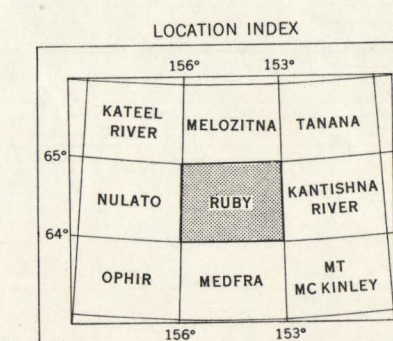 LOCATION INDEX
156° 153°
KATEEL
RIVER
MELOZITNA
TANANA
65°
NULATO
RUBY
KANTISHNA
RIVER
64°
OPHIR
MEDFRA
MT
MC KINLEY
156° 153°